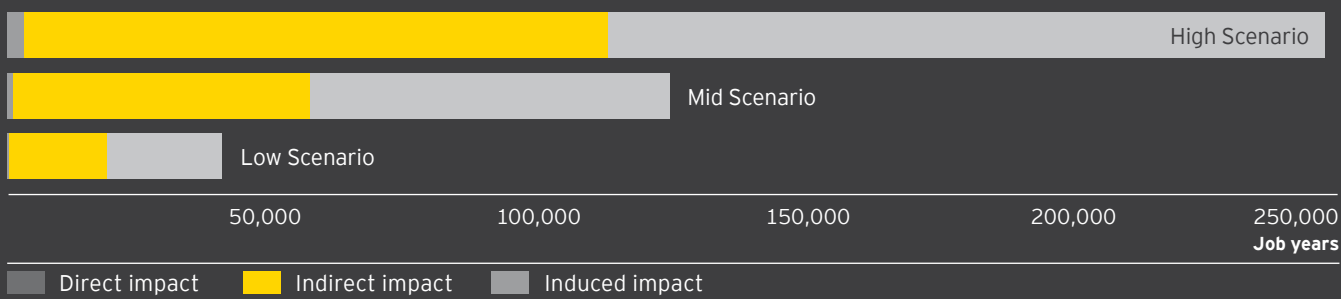 High Scenario
Mid Scenario
Low Scenario
50,000 100,000 150,000 200,000 250,000
Job years
Direct impact Indirect impact Induced impact